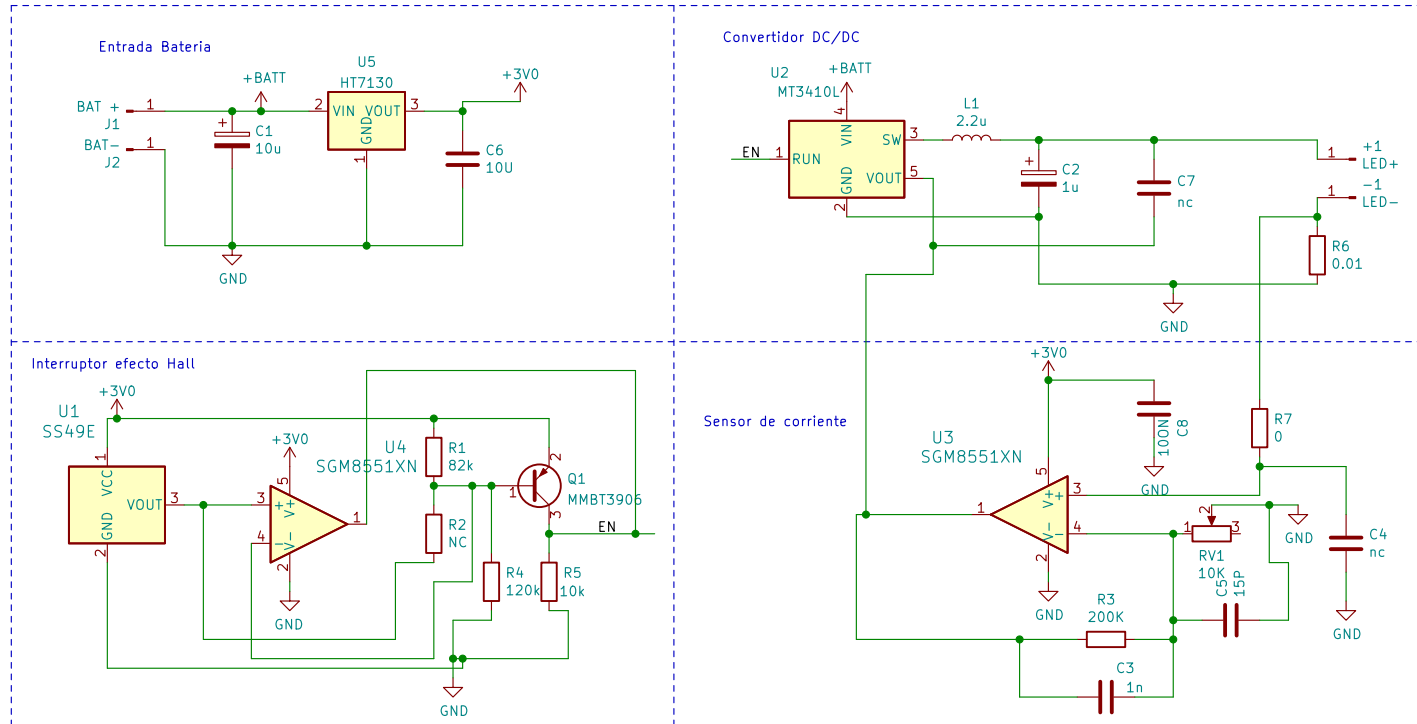 Entrada Bateria
BAT +
1
J1
BAT-
1
J2
+BATT
C1
10u
+
GND
U5
HT7130
2
VIN
VOUT
3
GND
1
+3V0
C6
10U
Convertidor DC/DC
U2
MT3410L
+BATT
4
VIN
EN
1
RUN
SW
3
VOUT
5
GND
2
L1
2.2u
+
C2
1u
C7
nc
1
+1
LED+
1
-1
LED-
R6
0.01
GND
Interruptor efecto Hall
U1
SS49E
+3V0
1
VCC
VOUT
3
GND
2
+3V0
5
U4
SGM8551XN
3
+
V+
1
4
-
V-
2
GND
R1
82k
R2
NC
R4
120k
R5
10k
1
2
3
Q1
MMBT3906
EN
GND
Sensor de corriente
+3V0
U3
SGM8551XN
5
V+
+
3
1
V-
-
4
2
GND
100N
C8
GND
R7
0
1
2
3
RV1
10K
GND
C5
15P
C4
nc
GND
R3
200K
C3
1n